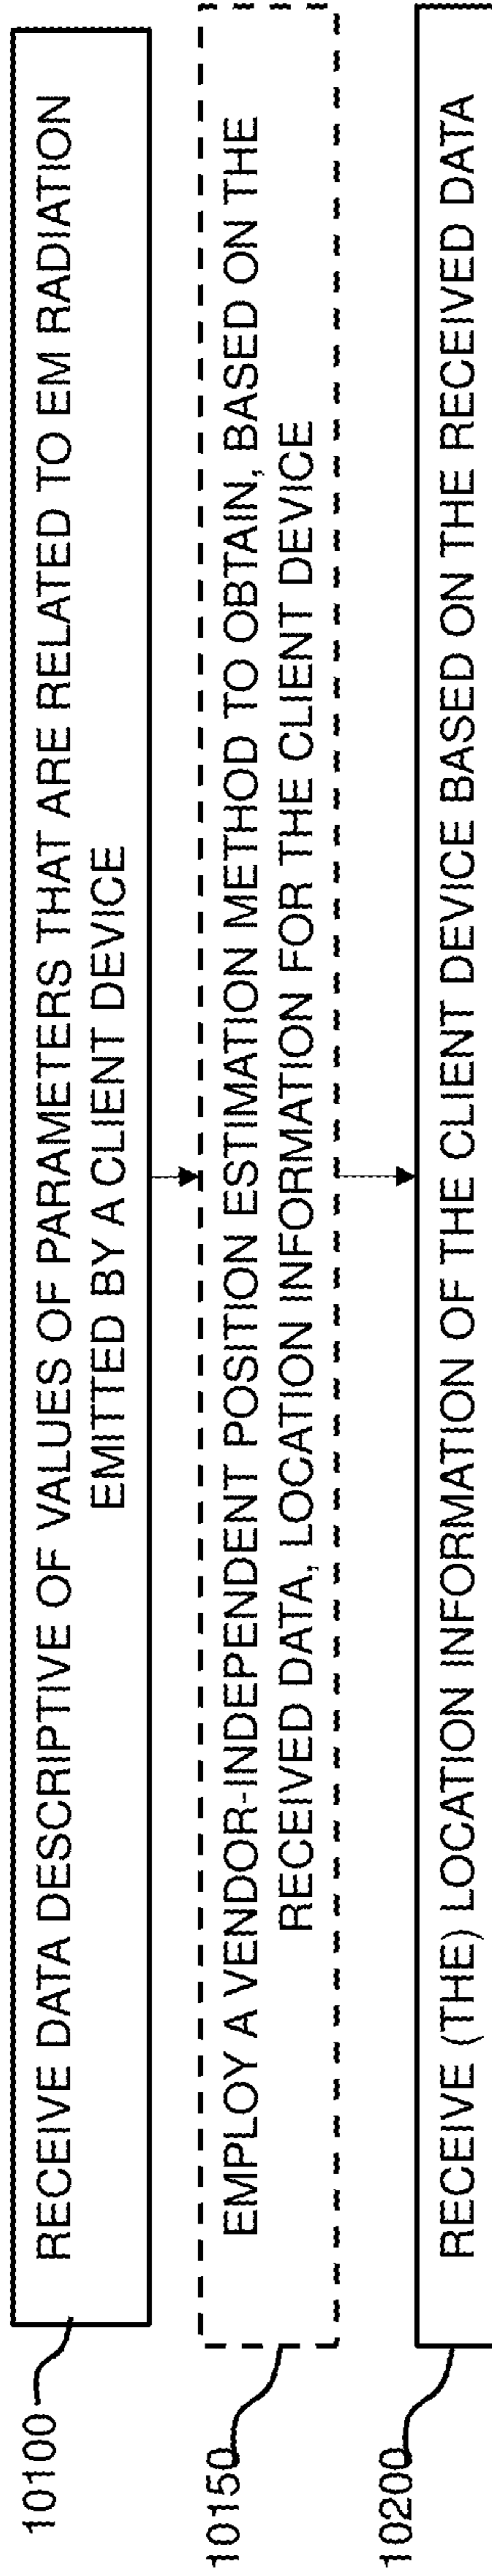 10100
RECEIVE DATA DESCRIPTIVE OF VALUES OF PARAMETERS THAT ARE RELATED TO EM RADIATION
EMITTED BY A CLIENT DEVICE
10150
EMPLOY A VENDOR-INDEPENDENT POSITION ESTIMATION METHOD TO OBTAIN, BASED ON THE
RECEIVED DATA, LOCATION INFORMATION FOR THE CLIENT DEVICE
10200
RECEIVE (THE) LOCATION INFORMATION OF THE CLIENT DEVICE BASED ON THE RECEIVED DATA